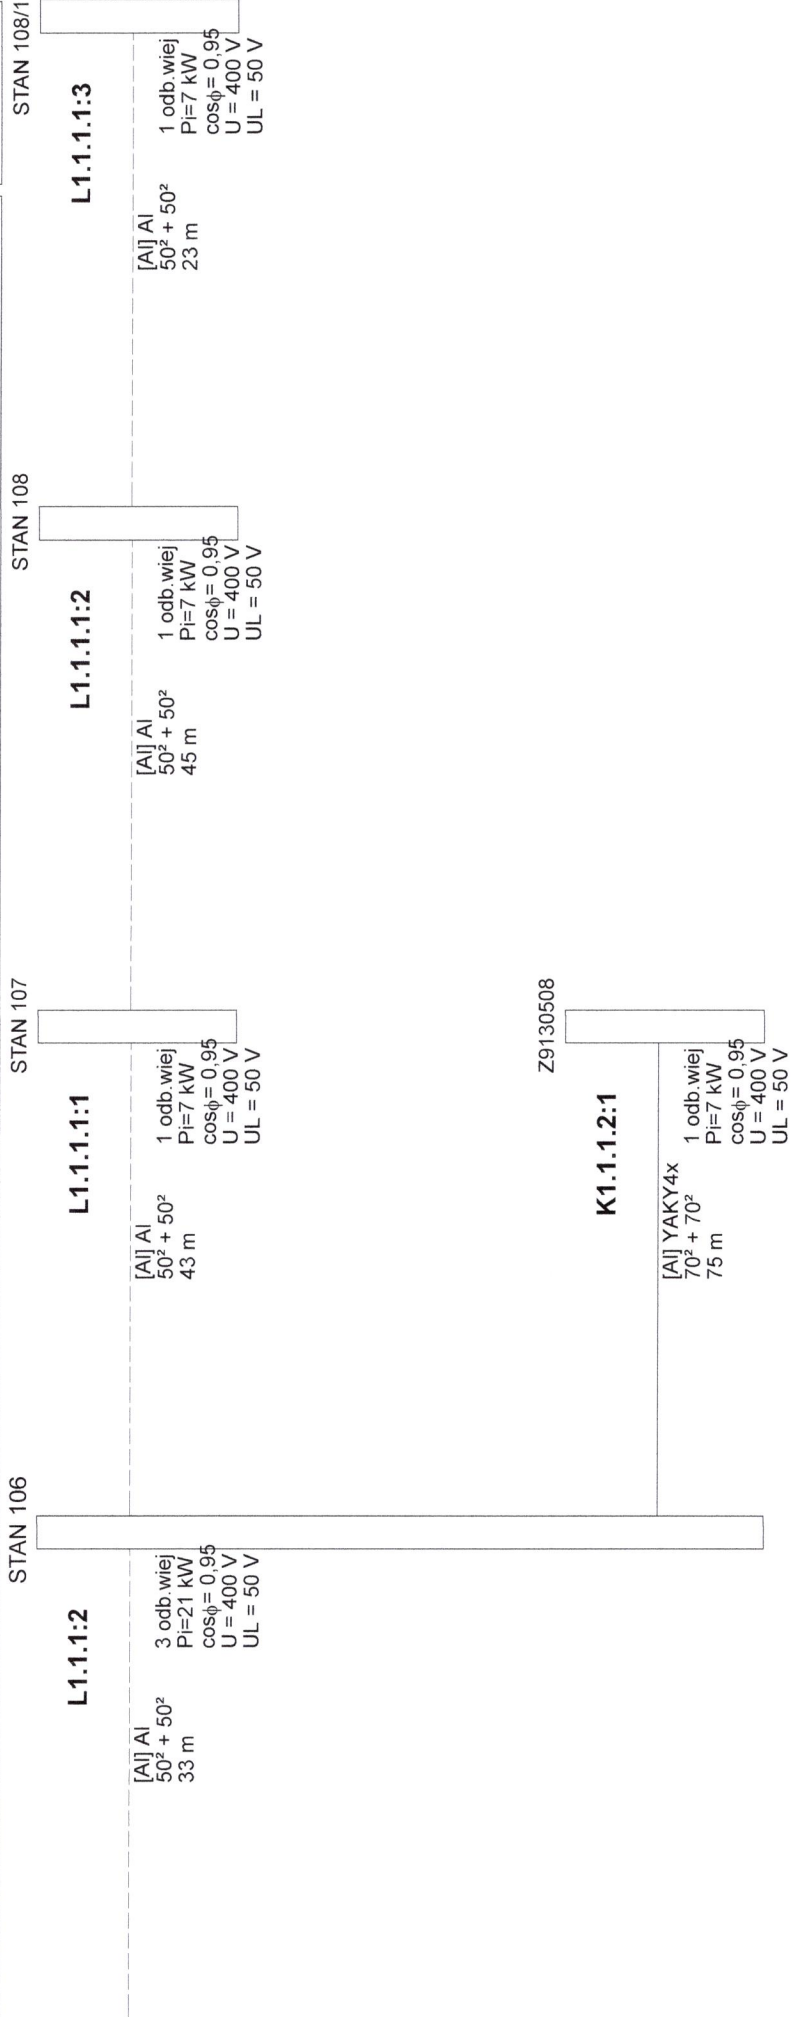 STAN 108/1
L1.1.1.1:3
1 odb.wiej
Pi=7 kW
cosϕ= 0,95
U = 400 V
UL = 50 V
[Al] Al
50² + 50²
23 m
STAN 108
L1.1.1.1:2
1 odb.wiej
Pi=7 kW
cosϕ= 0,95
U = 400 V
UL = 50 V
[Al] Al
50² + 50²
45 m
STAN 107
L1.1.1.1:1
1 odb.wiej
Pi=7 kW
cosϕ= 0,95
U = 400 V
UL = 50 V
[Al] Al
50² + 50²
43 m
Z9130508
K1.1.1.2:1
1 odb.wiej
Pi=7 kW
cosϕ= 0,95
U = 400 V
UL = 50 V
[Al] YAKY4x
70² + 70²
75 m
STAN 106
L1.1.1:2
3 odb.wiej
Pi=21 kW
cosϕ= 0,95
U = 400 V
UL = 50 V
[Al] Al
50² + 50²
33 m